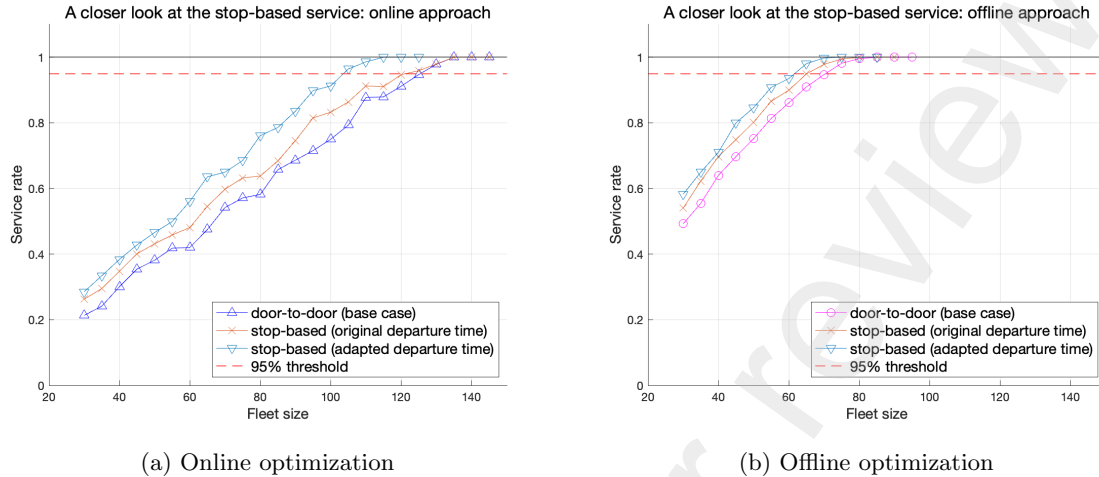 A closer look at the stop-based service: online approach
Service rate
1
0.8
0.6
0.4
0.2
0
20 40 60 80 100 120 140
Fleet size
door-to-door (base case)
stop-based (original departure time)
stop-based (adapted departure time)
95% threshold
(a) Online optimization
A closer look at the stop-based service: offline approach
Service rate
1
0.8
0.6
0.4
0.2
0
20 40 60 80 100 120 140
Fleet size
door-to-door (base case)
stop-based (original departure time)
stop-based (adapted departure time)
95% threshold
(b) Offline optimization
r review